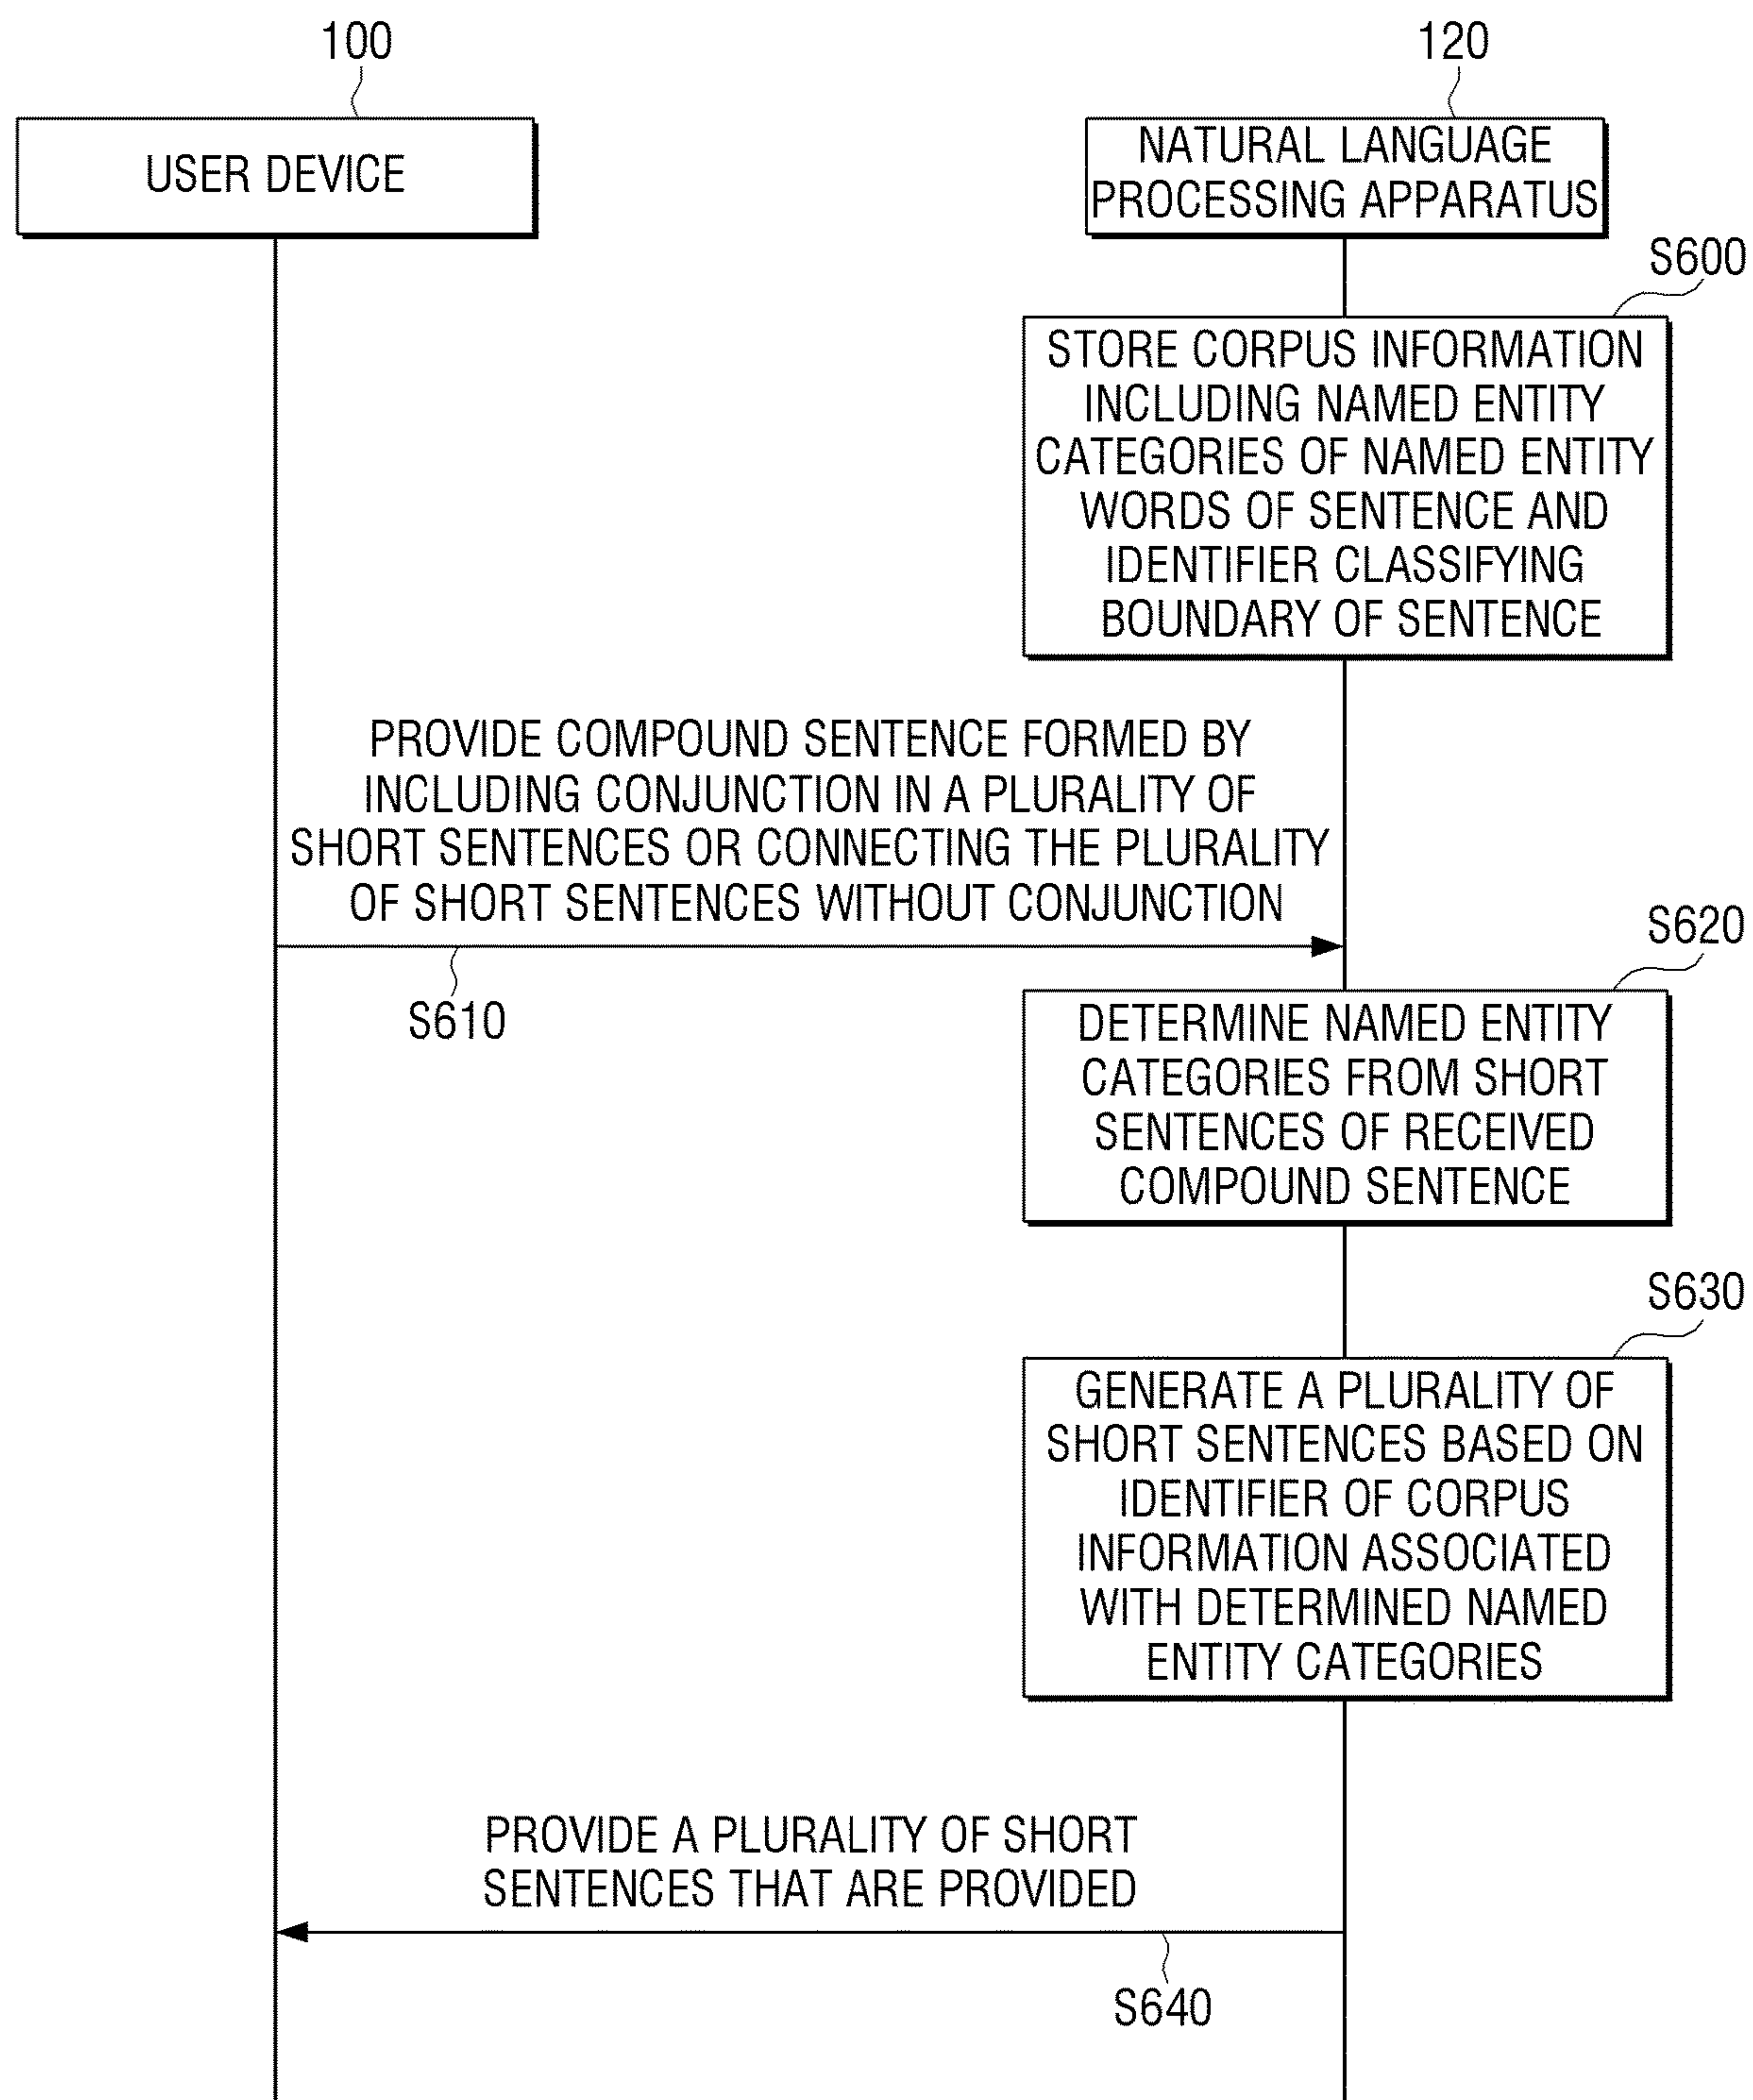 100
120
USER DEVICE
NATURAL LANGUAGE
PROCESSING APPARATUS
S600
STORE CORPUS INFORMATION
INCLUDING NAMED ENTITY
CATEGORIES OF NAMED ENTITY
WORDS OF SENTENCE AND
IDENTIFIER CLASSIFYING
BOUNDARY OF SENTENCE
PROVIDE COMPOUND SENTENCE FORMED BY
INCLUDING CONJUNCTION IN A PLURALITY OF
SHORT SENTENCES OR CONNECTING THE PLURALITY
OF SHORT SENTENCES WITHOUT CONJUNCTION
S610
S620
DETERMINE NAMED ENTITY
CATEGORIES FROM SHORT
SENTENCES OF RECEIVED
COMPOUND SENTENCE
S630
GENERATE A PLURALITY OF
SHORT SENTENCES BASED ON
IDENTIFIER OF CORPUS
INFORMATION ASSOCIATED
WITH DETERMINED NAMED
ENTITY CATEGORIES
PROVIDE A PLURALITY OF SHORT
SENTENCES THAT ARE PROVIDED
S640